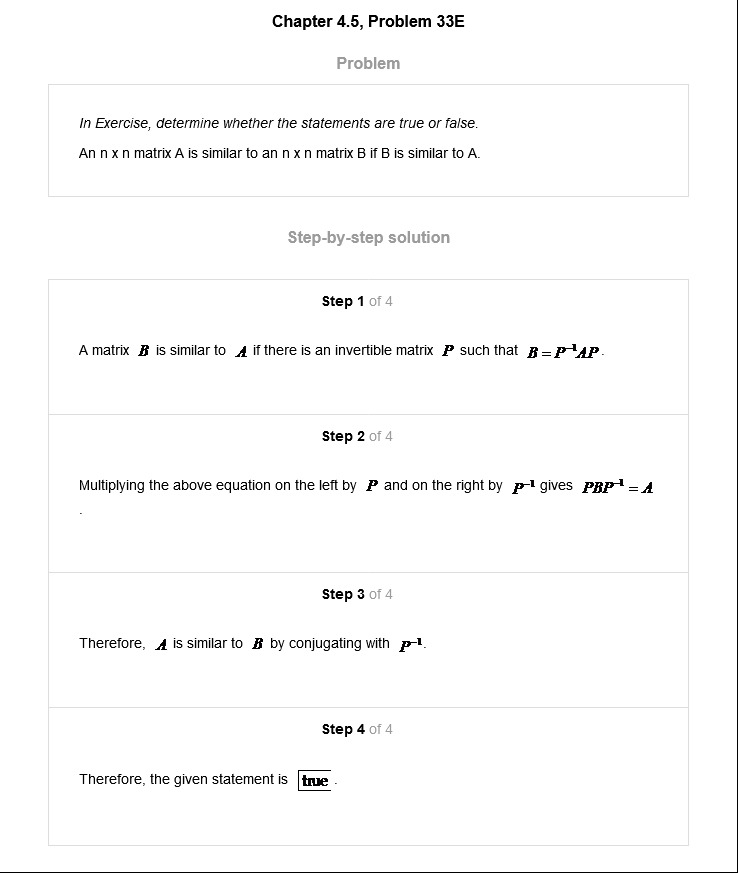 Chapter 4.5, Problem 33E
Problem
In Exercise, determine whether the statements are true or false.
An n x n matrix A is similar to an n x n matrix B if B is similar to A.
Step-by-step solution
Step 1 of 4
A matrix B is similar to A if there is an invertible matrix P such that B = P⁻¹AP.
Step 2 of 4
Multiplying the above equation on the left by P and on the right by P⁻¹ gives PBP⁻¹ = A
.
Step 3 of 4
Therefore, A is similar to B by conjugating with P⁻¹.
Step 4 of 4
Therefore, the given statement is true.